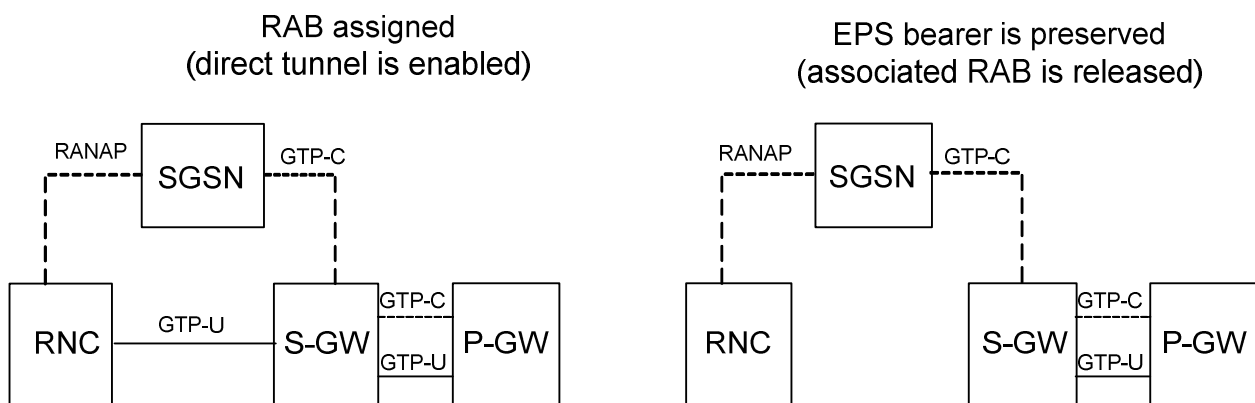 RAB assigned
(direct tunnel is enabled)
RANAP
SGSN
GTP-C
RNC
GTP-U
S-GW
GTP-C
GTP-U
P-GW
EPS bearer is preserved
(associated RAB is released)
RANAP
SGSN
GTP-C
RNC
S-GW
GTP-C
GTP-U
P-GW